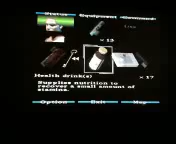 Status Equipment Command
× 13
Health drink(s)
× 17
Supplies nutrition to
recover a small amount of
stamina.
Option Exit Map